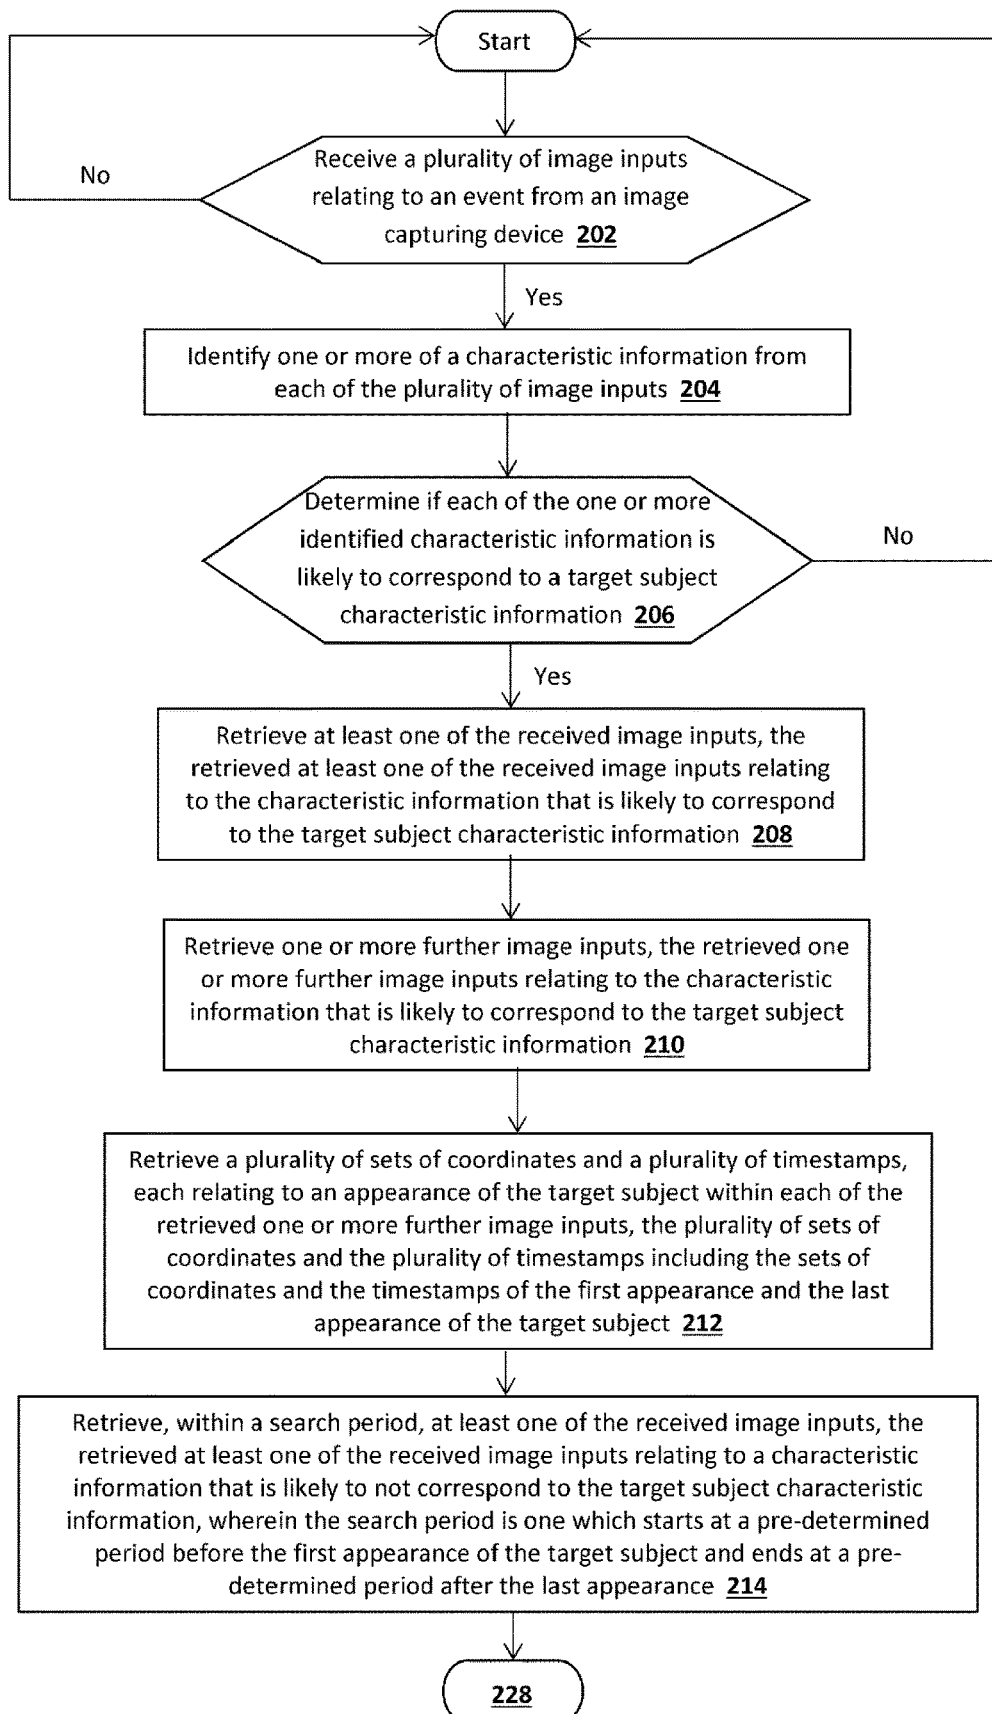 Start
Receive a plurality of image inputs
relating to an event from an image
capturing device 202
No
Yes
Identify one or more of a characteristic information from
each of the plurality of image inputs 204
Determine if each of the one or more
identified characteristic information is
likely to correspond to a target subject
characteristic information 206
No
Yes
Retrieve at least one of the received image inputs, the
retrieved at least one of the received image inputs relating
to the characteristic information that is likely to correspond
to the target subject characteristic information 208
Retrieve one or more further image inputs, the retrieved one
or more further image inputs relating to the characteristic
information that is likely to correspond to the target subject
characteristic information 210
Retrieve a plurality of sets of coordinates and a plurality of timestamps,
each relating to an appearance of the target subject within each of the
retrieved one or more further image inputs, the plurality of sets of
coordinates and the plurality of timestamps including the sets of
coordinates and the timestamps of the first appearance and the last
appearance of the target subject 212
Retrieve, within a search period, at least one of the received image inputs, the
retrieved at least one of the received image inputs relating to a characteristic
information that is likely to not correspond to the target subject characteristic
information, wherein the search period is one which starts at a pre-determined
period before the first appearance of the target subject and ends at a pre-
determined period after the last appearance 214
228